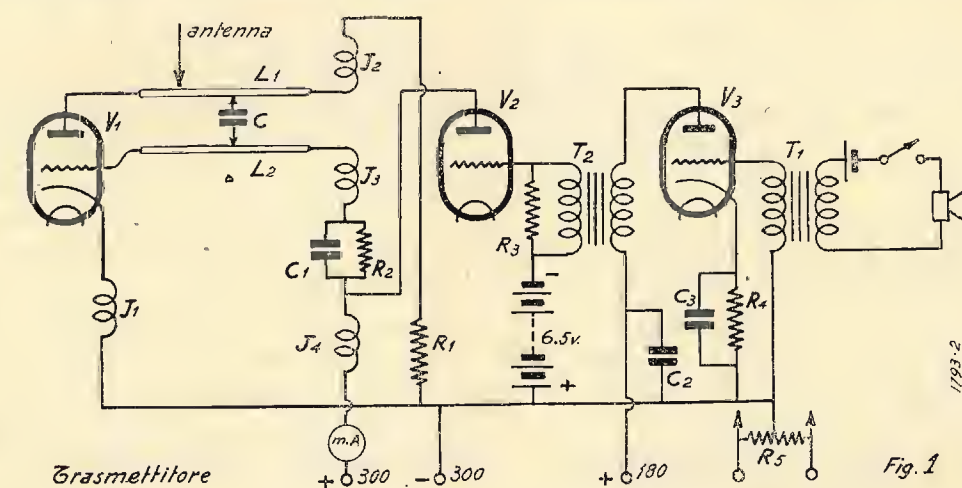 antenna
L1
J2
V1
C
V2
V3
L2
J3
T2
T1
C1
R2
R3
-
C3
R4
J1
J4
R1
6.5v.
C2
+
m.A
R5
1793-2
Trasmettitore
+ 300
- 300
+ 180
Fig. 1